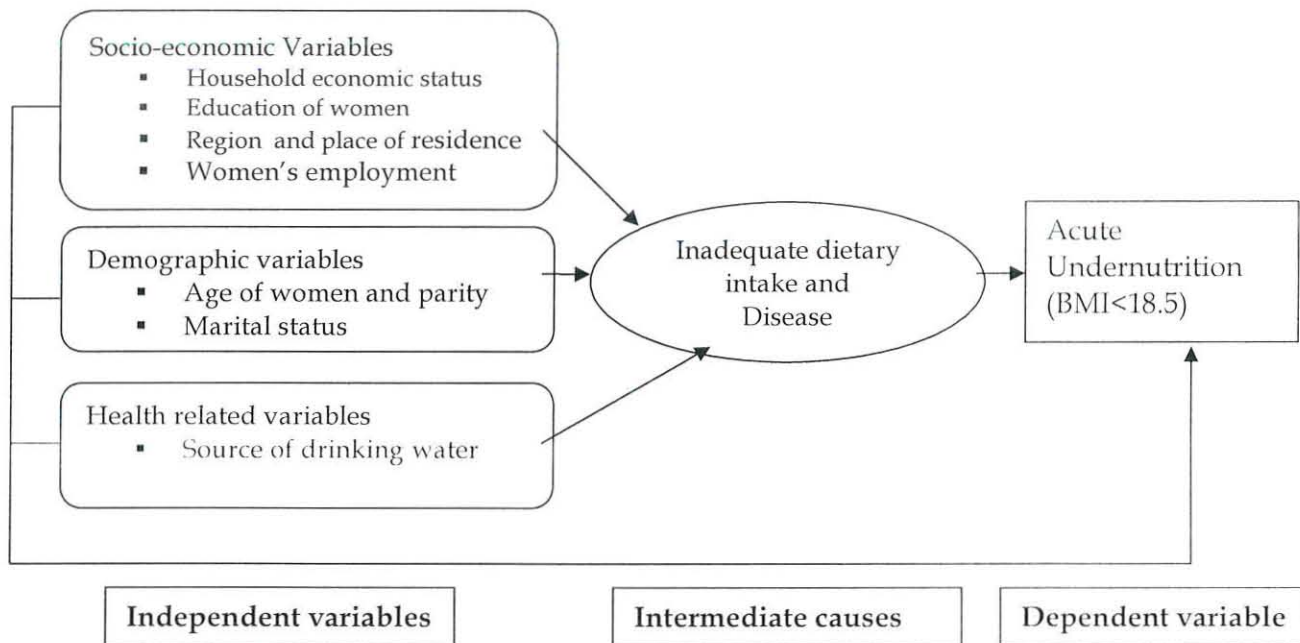 Socio-economic Variables
▪ Household economic status
▪ Education of women
▪ Region and place of residence
▪ Women's employment
Demographic variables
▪ Age of women and parity
▪ Marital status
Health related variables
▪ Source of drinking water
Inadequate dietary
intake and
Disease
Acute
Undernutrition
(BMI<18.5)
Independent variables
Intermediate causes
Dependent variable